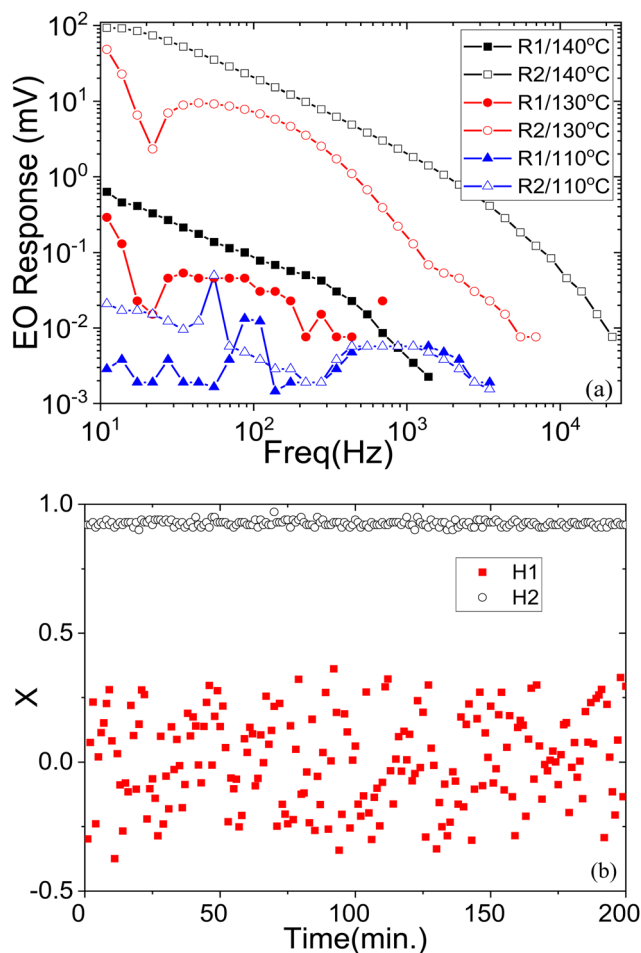 10²
10¹
10⁰
10⁻¹
10⁻²
10⁻³
EO Response (mV)
R1/140°C
R2/140°C
R1/130°C
R2/130°C
R1/110°C
R2/110°C
(a)
10¹ 10² 10³ 10⁴
Freq(Hz)
1.0
0.5
0.0
-0.5
X
H1
H2
(b)
0 50 100 150 200
Time(min.)